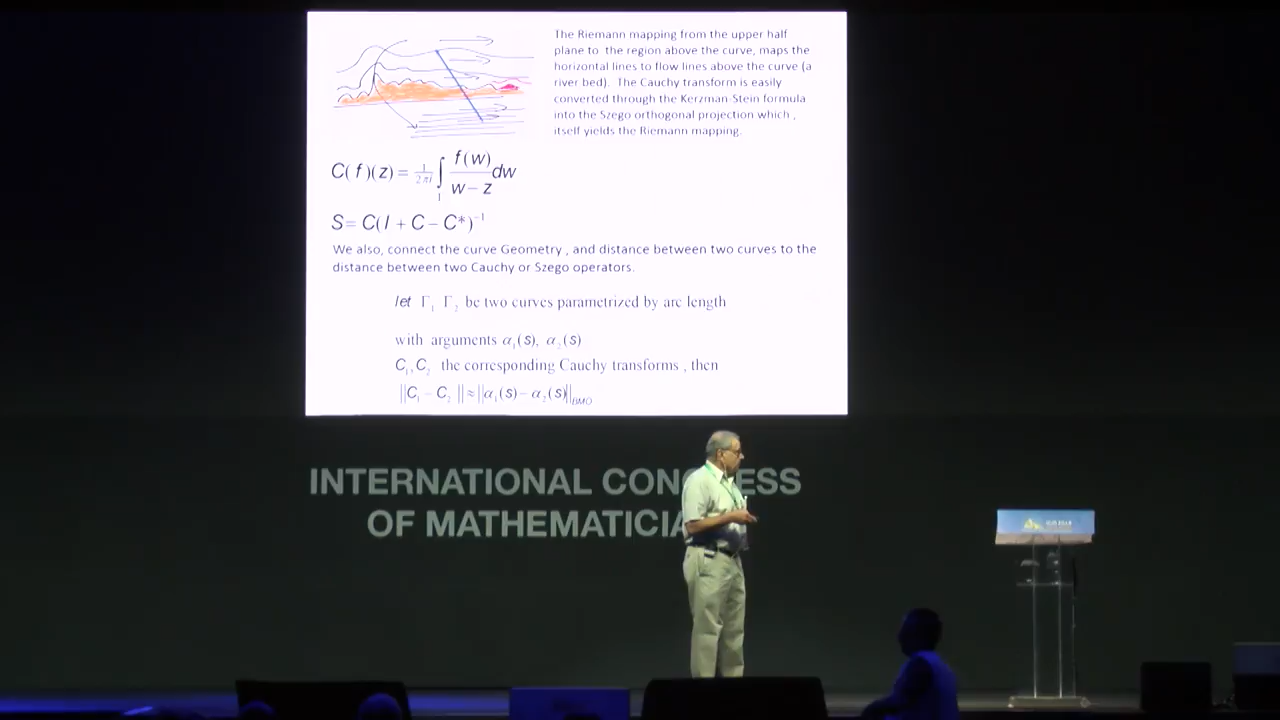 The Riemann mapping from the upper half
plane to the region above the curve, maps the
horizontal lines to flow lines above the curve (a
river bed). The Cauchy transform is easily
converted through the Kerzman-Stein formula
into the Szego orthogonal projection which ,
itself yields the Riemann mapping.
C(f)(z) = 1/2πi ∫ f(w)/w − z dw
S = C(I + C − C*)⁻¹
We also, connect the curve Geometry , and distance between two curves to the
distance between two Cauchy or Szego operators.
let Γ₁ Γ₂ be two curves parametrized by arc length
with arguments α₁(s), α₂(s)
C₁,C₂ the corresponding Cauchy transforms , then
||C₁ − C₂ || ≈ ||α₁(s) − α₂(s)||BMO
INTERNATIONAL CON ESS
OF MATHEMATICIA